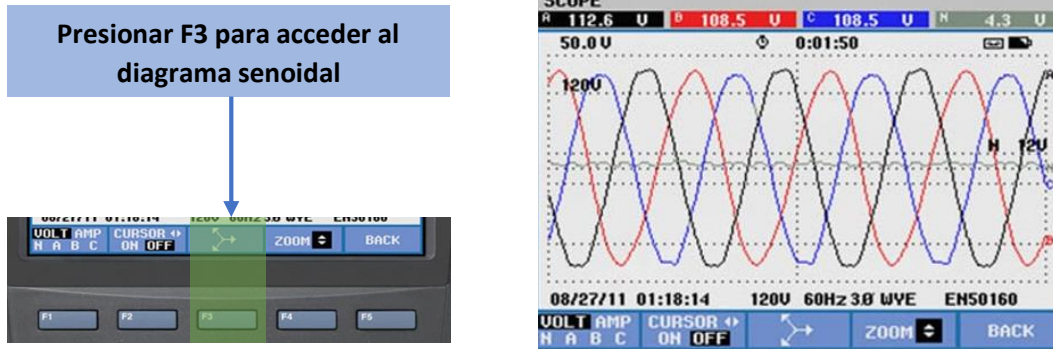 Presionar F3 para acceder al
diagrama senoidal
08/27/11 01:18:14 120V 60Hz 3.Ø WYE EN50160
VOLT AMP CURSOR ZOOM BACK
N A B C ON OFF
F1 F2 F3 F4 F5
SCOPE
A 112.6 V B 108.5 V C 108.5 V N 4.3 V
50.0 V 0:01:50
120V
N 12V
08/27/11 01:18:14 120V 60Hz 3.Ø WYE EN50160
VOLT AMP CURSOR ZOOM BACK
N A B C ON OFF